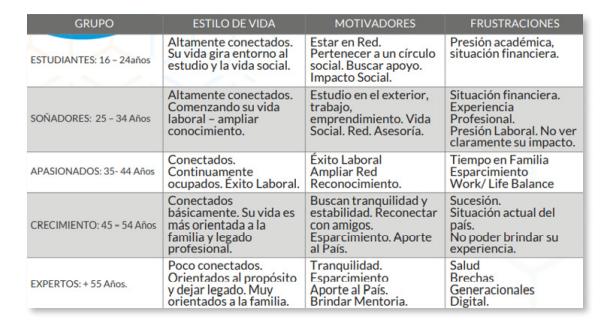 GRUPO
ESTILO DE VIDA
MOTIVADORES
FRUSTRACIONES
ESTUDIANTES: 16 – 24años
Altamente conectados.
Su vida gira entorno al
estudio y la vida social.
Estar en Red.
Pertenecer a un círculo
social. Buscar apoyo.
Impacto Social.
Presión académica,
situación financiera.
SOÑADORES: 25 – 34 Años
Altamente conectados.
Comenzando su vida
laboral – ampliar
conocimiento.
Estudio en el exterior,
trabajo,
emprendimiento. Vida
Social. Red. Asesoría.
Situación financiera.
Experiencia
Profesional.
Presión Laboral. No ver
claramente su impacto.
APASIONADOS: 35- 44 Años
Conectados.
Continuamente
ocupados. Éxito Laboral.
Éxito Laboral
Ampliar Red
Reconocimiento.
Tiempo en Familia
Esparcimiento
Work/ Life Balance
CRECIMIENTO: 45 – 54 Años
Conectados
básicamente. Su vida es
más orientada a la
familia y legado
profesional.
Buscan tranquilidad y
estabilidad. Reconectar
con amigos.
Esparcimiento. Aporte
al País.
Sucesión.
Situación actual del
país.
No poder brindar su
experiencia.
EXPERTOS: + 55 Años.
Poco conectados.
Orientados al propósito
y dejar legado. Muy
orientados a la familia.
Tranquilidad.
Esparcimiento
Aporte al País.
Brindar Mentoria.
Salud
Brechas
Generacionales
Digital.